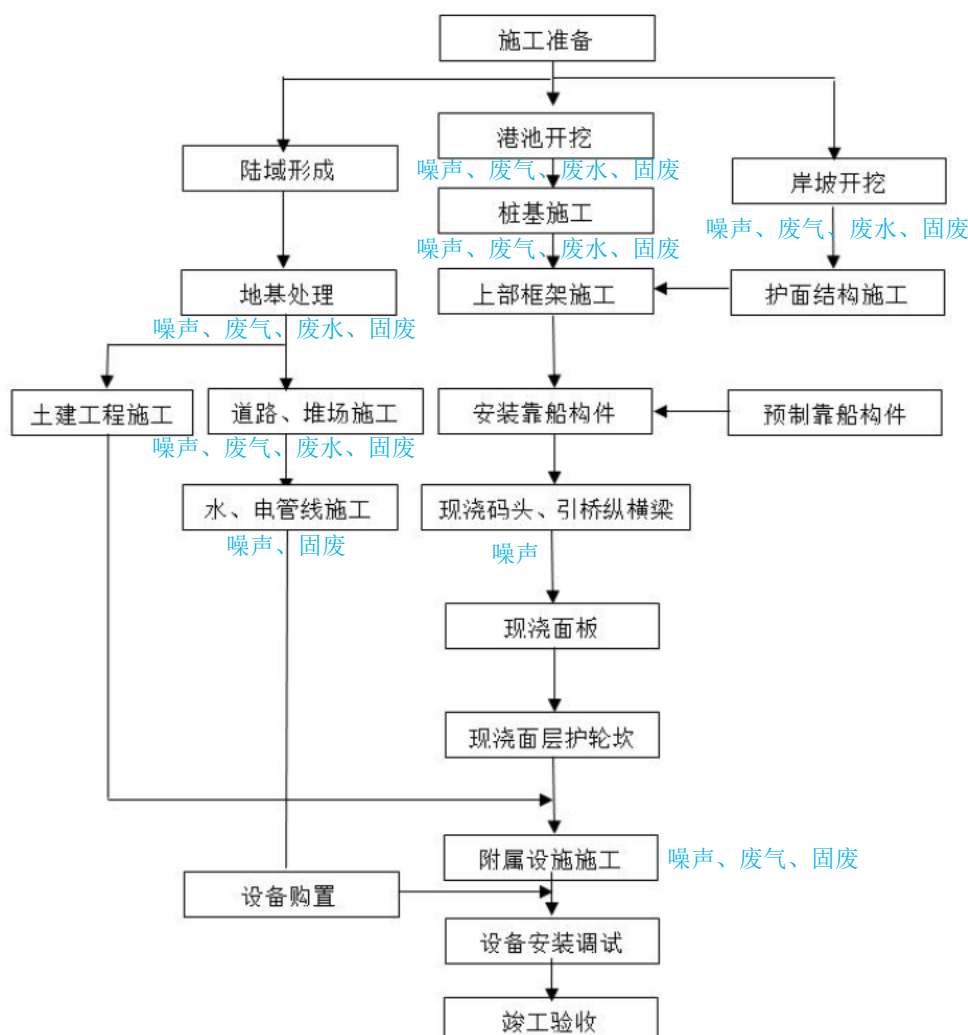 施工准备
港池开挖
陆域形成
噪声、废气、废水、固废
岸坡开挖
桩基施工
噪声、废气、废水、固废
噪声、废气、废水、固废
地基处理
上部框架施工
护面结构施工
噪声、废气、废水、固废
土建工程施工
道路、堆场施工
安装靠船构件
预制靠船构件
噪声、废气、废水、固废
水、电管线施工
现浇码头、引桥纵横梁
噪声、固废
噪声
现浇面板
现浇面层护轮坎
附属设施施工
噪声、废气、固废
设备购置
设备安装调试
竣工验收